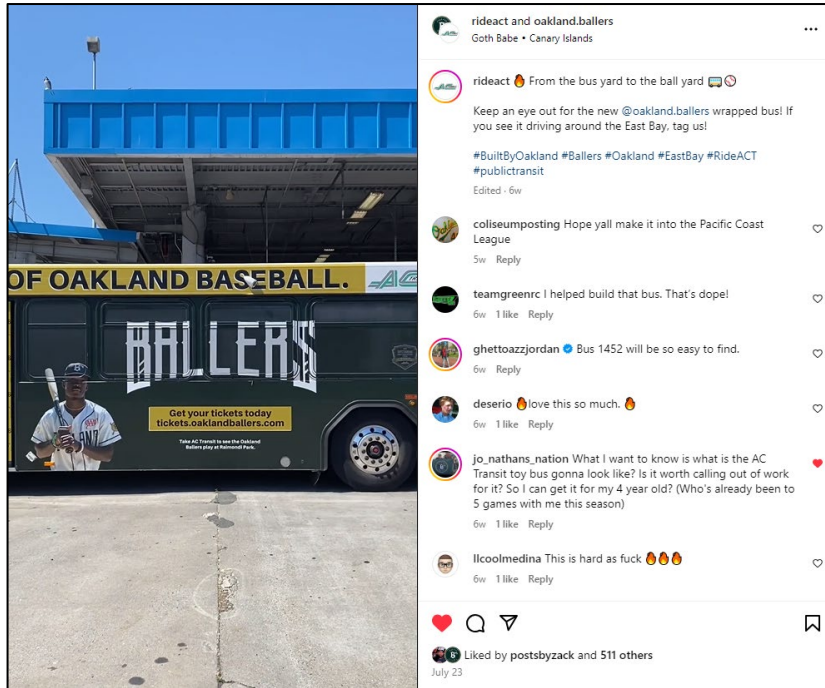 rideact and oakland.ballers
Goth Babe • Canary Islands
rideact 🔥 From the bus yard to the ball yard 🚍⚾
Keep an eye out for the new @oakland.ballers wrapped bus! If
you see it driving around the East Bay, tag us!
#BuiltByOakland #Ballers #Oakland #EastBay #RideACT
#publictransit
Edited · 6w
coliseumposting Hope yall make it into the Pacific Coast
League
5w Reply
teamgreenrc I helped build that bus. That's dope!
6w 1 like Reply
ghettoazzjordan Bus 1452 will be so easy to find.
6w Reply
deserio 🔥love this so much. 🔥
6w 1 like Reply
jo_nathans_nation What I want to know is what is the AC
Transit toy bus gonna look like? Is it worth calling out of work
for it? So I can get it for my 4 year old? (Who's already been to
5 games with me this season)
6w 1 like Reply
llcoolmedina This is hard as fuck 🔥🔥🔥
6w 1 like Reply
Liked by postsbyzack and 511 others
July 23
OF OAKLAND BASEBALL.
BALLERS
Get your tickets today
tickets.oaklandballers.com
Take AC Transit to see the Oakland
Ballers play at Raimondi Park.